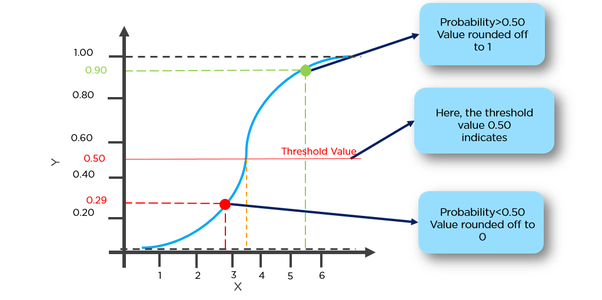 Probability>0.50
Value rounded off
to 1
1.00
0.90
0.80
Here, the threshold
value 0.50
indicates
0.60
Threshold Value
0.50
0.40
0.29
0.20
Y
Probability<0.50
Value rounded off to
0
1 2 3 4 5 6
X